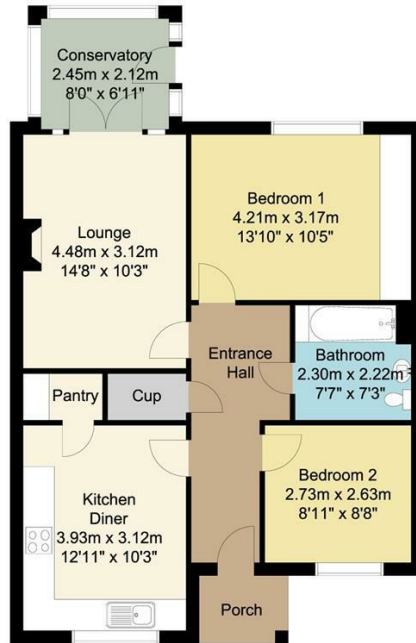 Conservatory
2.45m x 2.12m
8'0" x 6'11"
Lounge
4.48m x 3.12m
14'8" x 10'3"
Bedroom 1
4.21m x 3.17m
13'10" x 10'5"
Entrance
Hall
Bathroom
2.30m x 2.22m
7'7" x 7'3"
Pantry
Cup
Kitchen
Diner
3.93m x 3.12m
12'11" x 10'3"
Bedroom 2
2.73m x 2.63m
8'11" x 8'8"
Porch